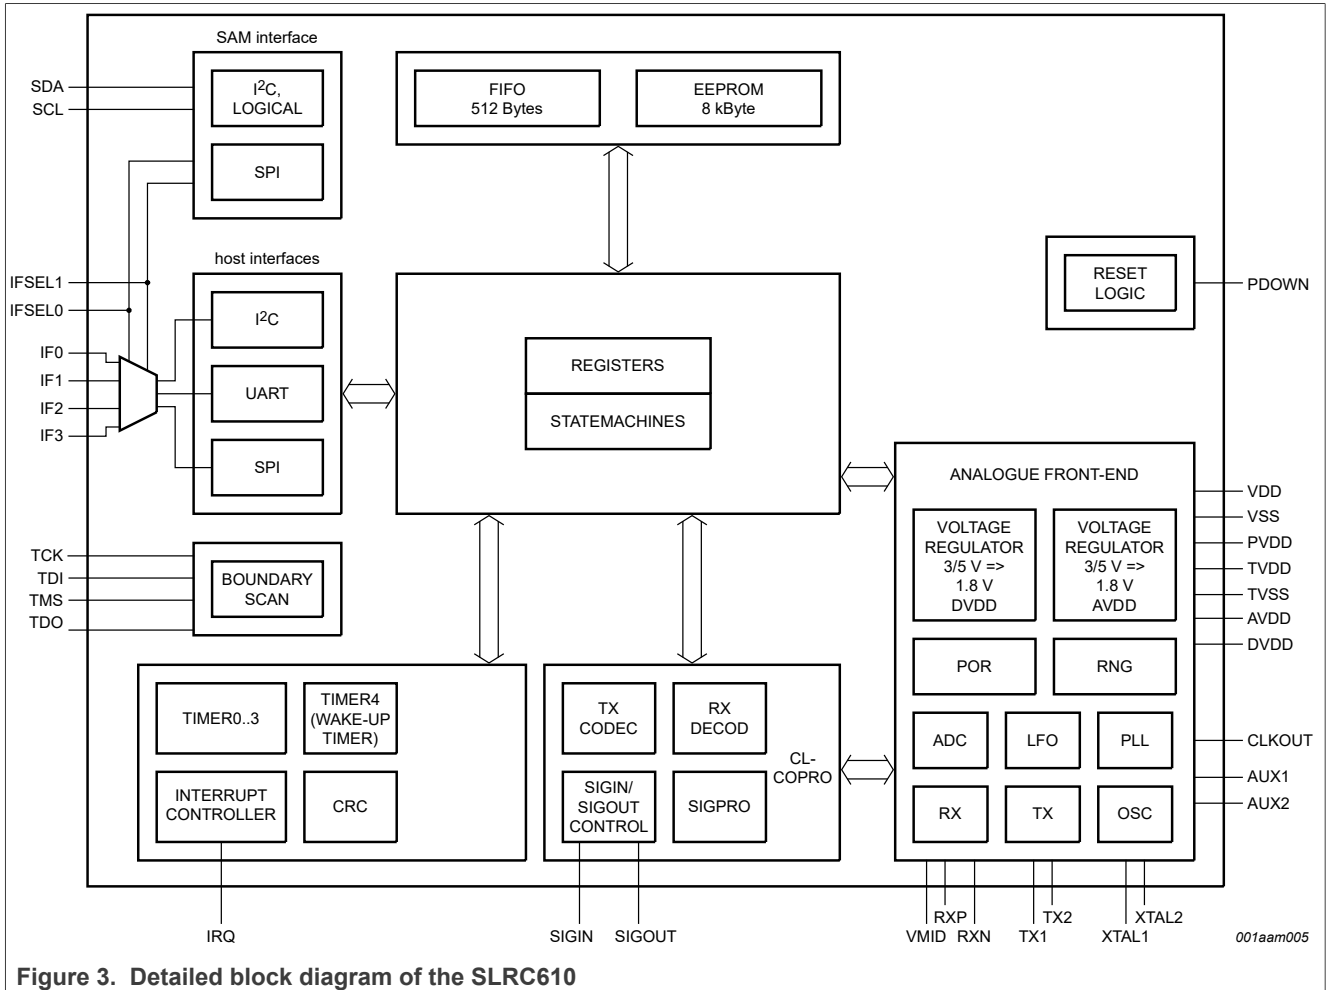 SAM interface
SDA
SCL
I²C,
LOGICAL
SPI
FIFO
512 Bytes
EEPROM
8 kByte
host interfaces
IFSEL1
IFSEL0
IF0
IF1
IF2
IF3
I²C
UART
SPI
REGISTERS
STATEMACHINES
RESET
LOGIC
PDOWN
TCK
TDI
TMS
TDO
BOUNDARY
SCAN
ANALOGUE FRONT-END
VOLTAGE
REGULATOR
3/5 V =>
1.8 V
DVDD
VOLTAGE
REGULATOR
3/5 V =>
1.8 V
AVDD
POR
RNG
ADC
LFO
PLL
RX
TX
OSC
VDD
VSS
PVDD
TVDD
TVSS
AVDD
DVDD
CLKOUT
AUX1
AUX2
TIMER0..3
TIMER4
(WAKE-UP
TIMER)
INTERRUPT
CONTROLLER
CRC
TX
CODEC
RX
DECOD
CL-
COPRO
SIGIN/
SIGOUT
CONTROL
SIGPRO
IRQ
SIGIN
SIGOUT
VMID
RXP
RXN
TX1
TX2
XTAL1
XTAL2
001aam005
Figure 3. Detailed block diagram of the SLRC610